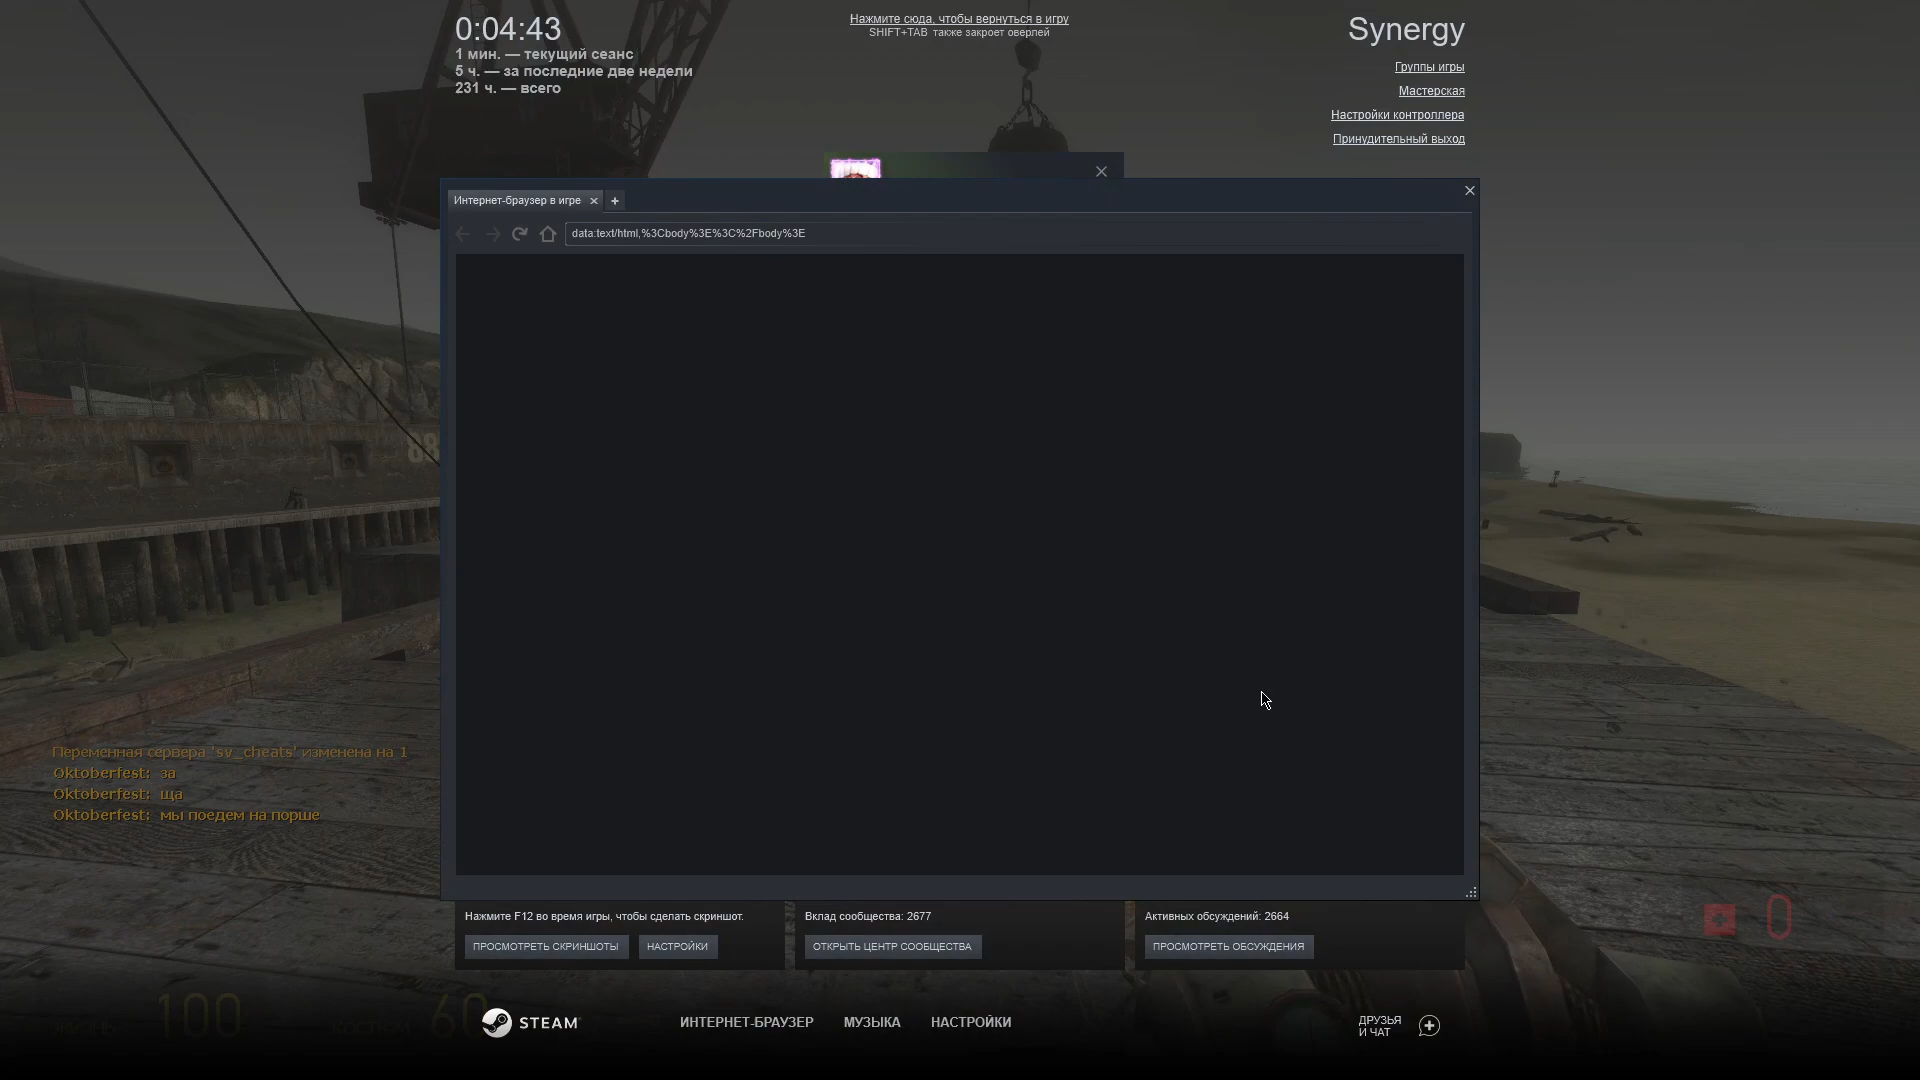 0:04:43
1 мин. — текущий сеанс
5 ч. — за последние две недели
231 ч. — всего
Нажмите сюда, чтобы вернуться в игру
SHIFT+TAB также закроет оверлей
Synergy
Группы игры
Мастерская
Настройки контроллера
Принудительный выход
Интернет-браузер в игре
data:text/html,%3Cbody%3E%3C%2Fbody%3E
88
Переменная сервера 'sv_cheats' изменена на 1
Oktoberfest: за
Oktoberfest: ща
Oktoberfest: мы поедем на порше
Нажмите F12 во время игры, чтобы сделать скриншот.
ПРОСМОТРЕТЬ СКРИНШОТЫ НАСТРОЙКИ
Вклад сообщества: 2677
ОТКРЫТЬ ЦЕНТР СООБЩЕСТВА
Активных обсуждений: 2664
ПРОСМОТРЕТЬ ОБСУЖДЕНИЯ
0
100
60
STEAM
ИНТЕРНЕТ-БРАУЗЕР МУЗЫКА НАСТРОЙКИ
ДРУЗЬЯ
И ЧАТ